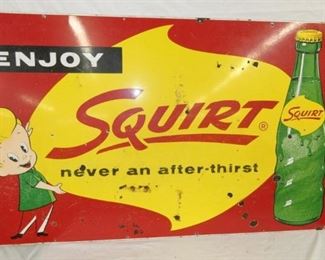 ENJOY
SQUIRT®
never an after-thirst
SQUIRT